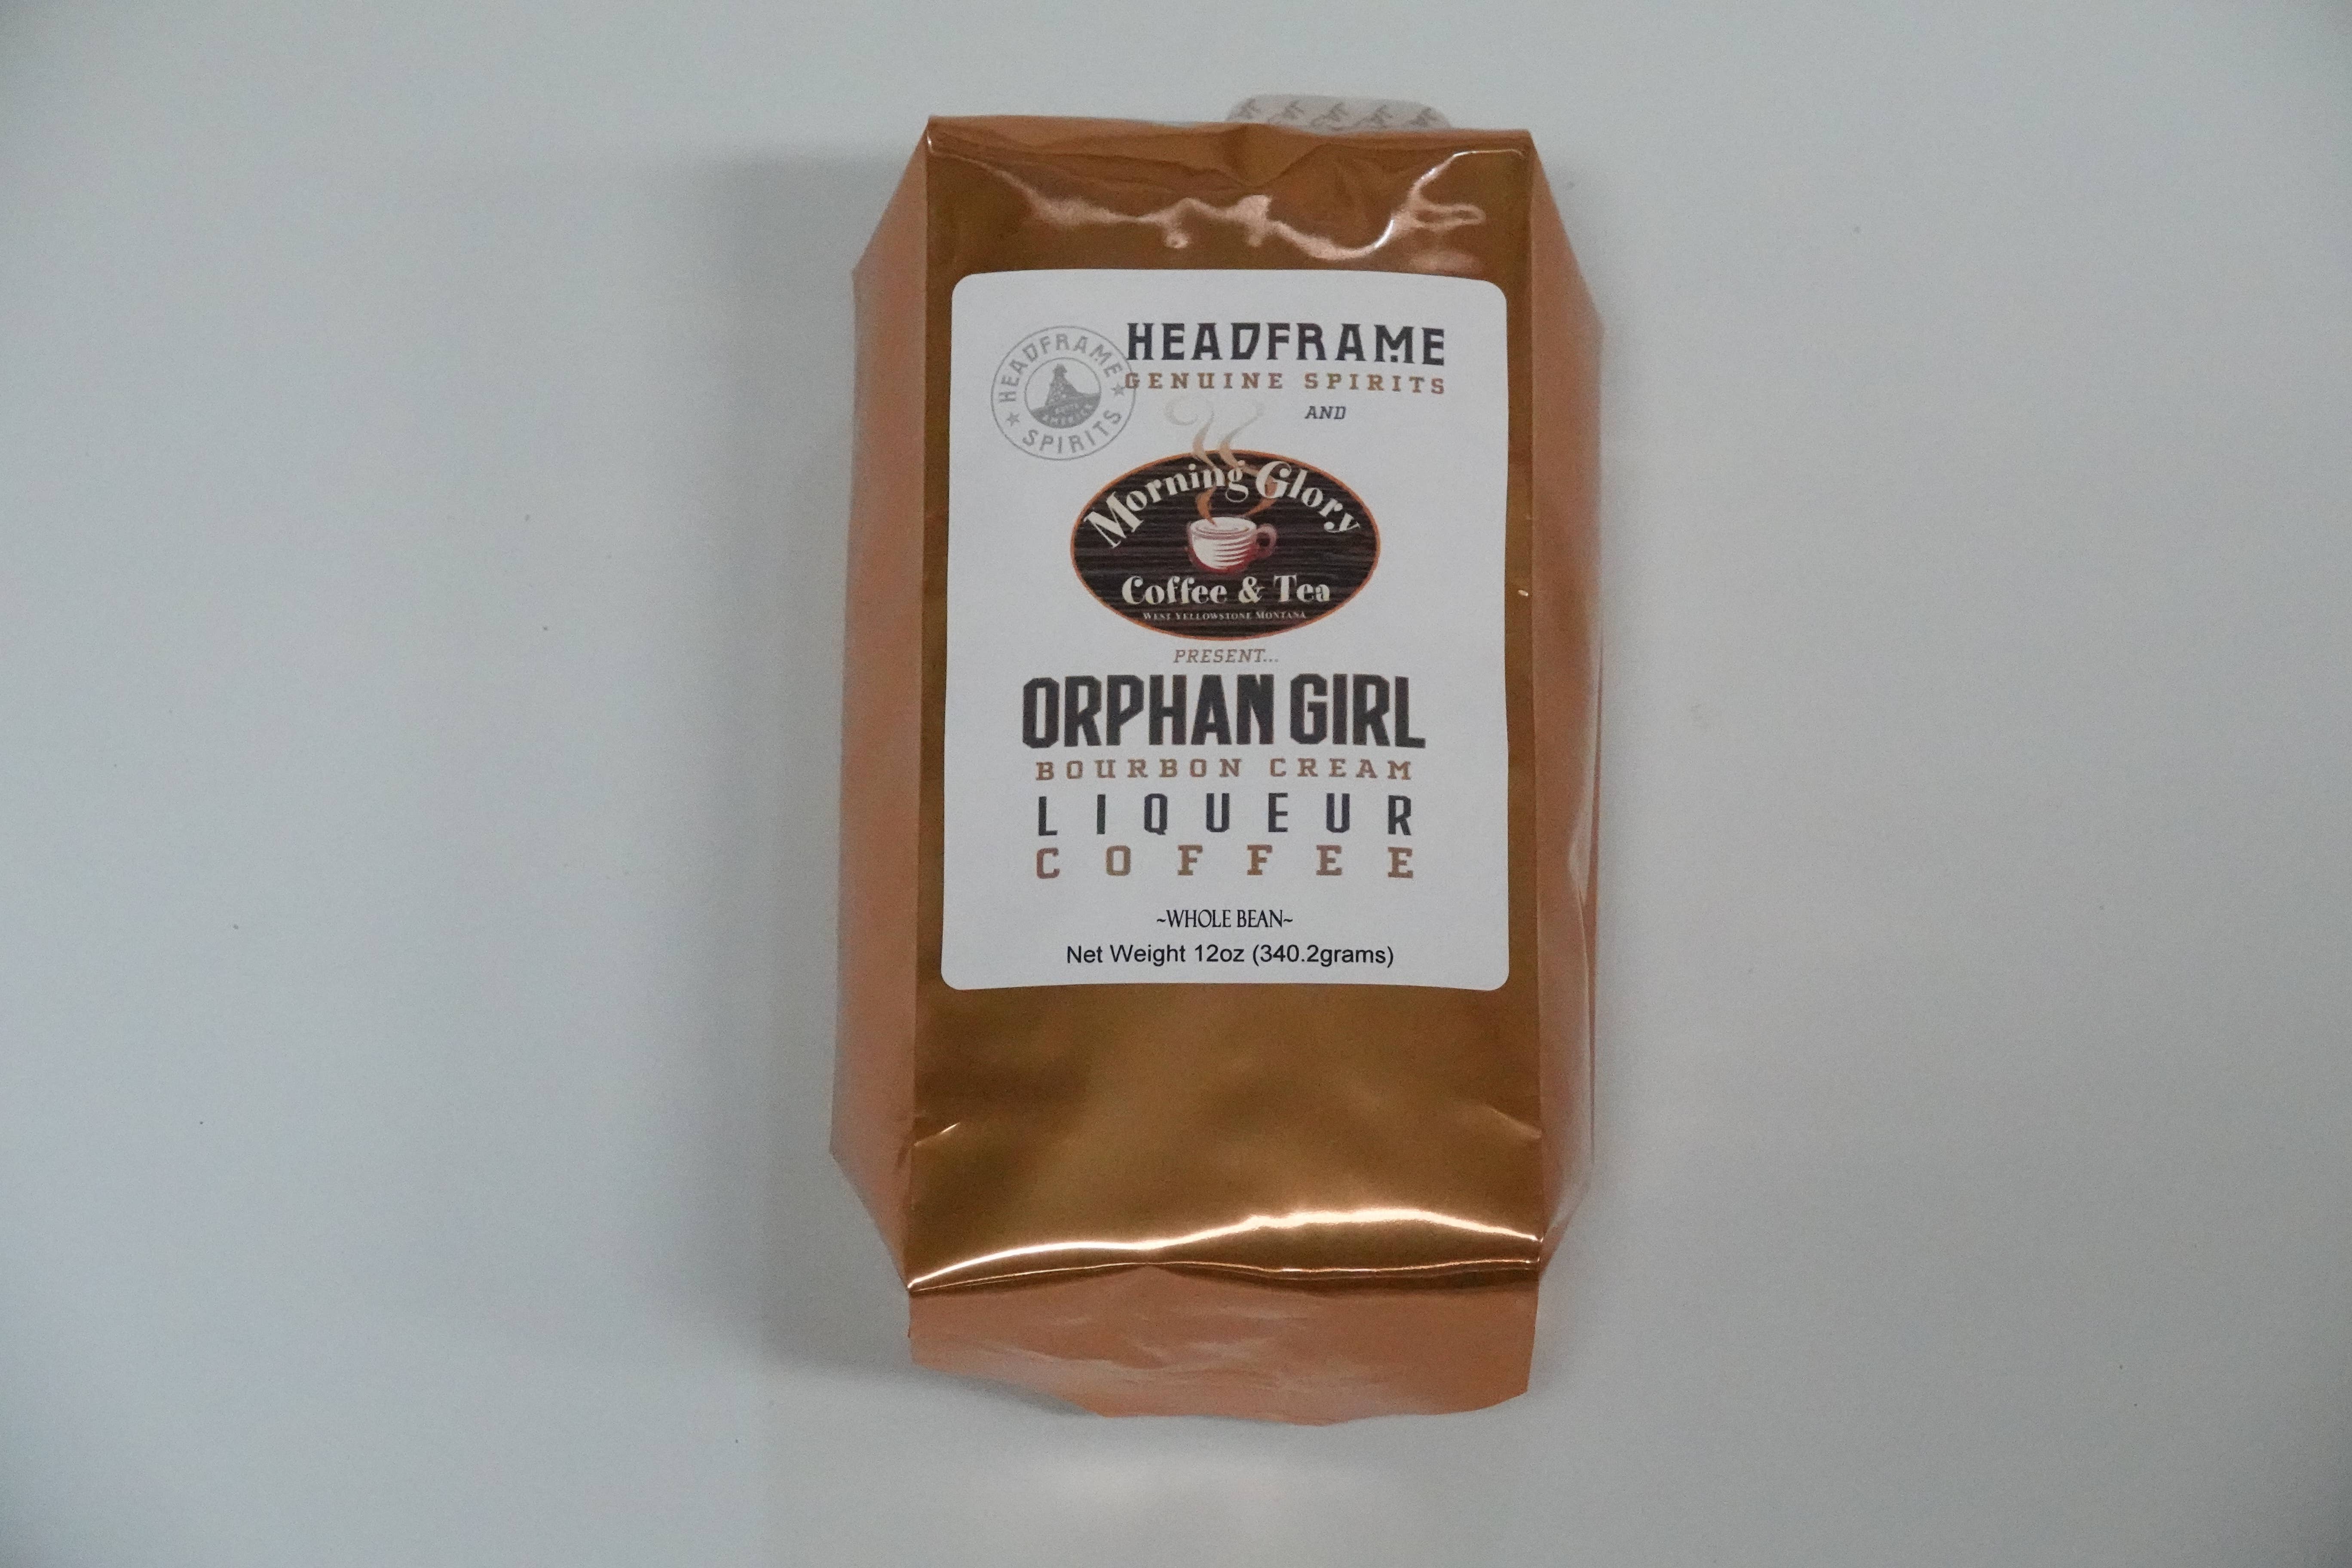 HEADFRAME
GENUINE SPIRITS
HEADFRAME
SPIRITS
AMERICA
AND
Morning Glory
Coffee & Tea
WEST YELLOWSTONE MONTANA
PRESENT...
ORPHAN GIRL
BOURBON CREAM
LIQUEUR
COFFEE
~WHOLE BEAN~
Net Weight 12oz (340.2grams)